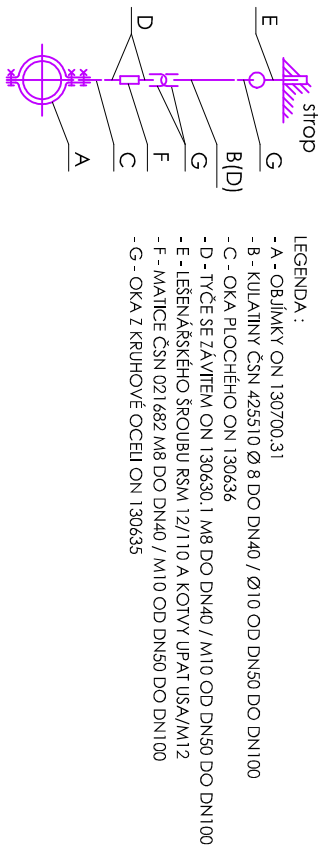 strop
E
G
B(D)
G
F
D
C
A
LEGENDA :
- A - OBJÍMKY ON 130700.31
- B - KULATINY ČSN 425510 Ø 8 DO DN40 / Ø10 OD DN50 DO DN100
- C - OKA PLOCHÉHO ON 130636
- D - TYČE SE ZÁVITEM ON 130630.1 M8 DO DN40 / M10 OD DN50 DO DN100
- E - LEŠENÁŘSKÉHO ŠROUBU RSM 12/110 A KOTVY UPAT USA/M12
- F - MATICE ČSN 021682 M8 DO DN40 / M10 OD DN50 DO DN100
- G - OKA Z KRUHOVÉ OCELI ON 130635